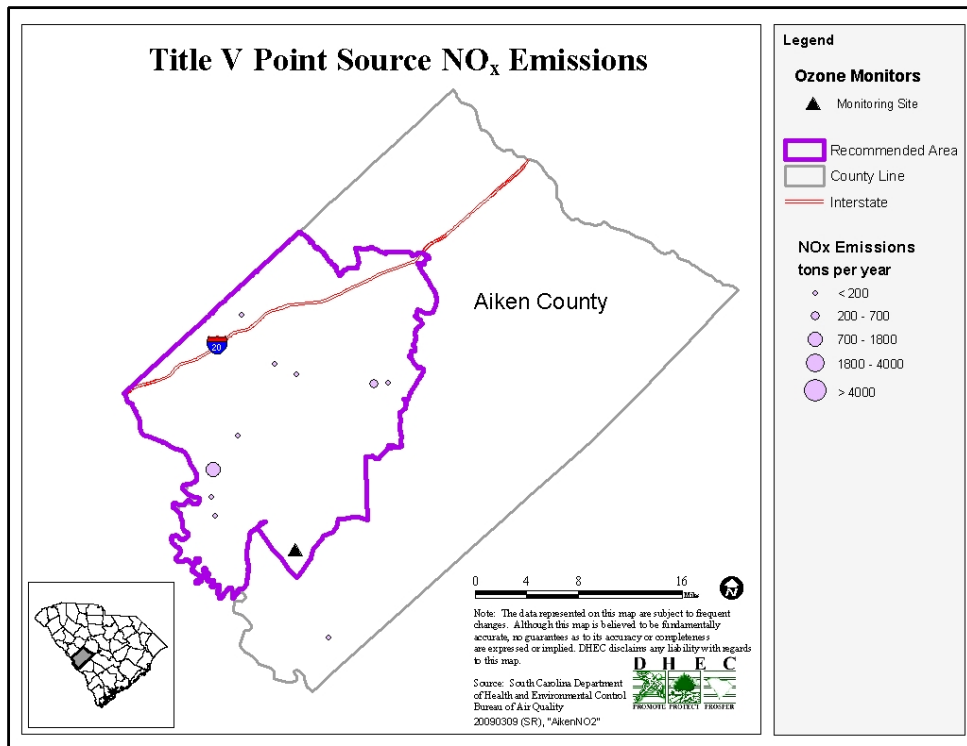 Title V Point Source NOx Emissions
Aiken County
20
0 4 8 16
Miles
N
Note: The data represented on this map are subject to frequent
changes. Although this map is believed to be fundamentally
accurate, no guarantees as to its accuracy or completeness
are expressed or implied. DHEC disclaims any liability with regards
to this map.
Source: South Carolina Department
of Health and Environmental Control
Bureau of Air Quality
20090309 (SR), "AikenNO2"
D H E C
PROMOTE PROTECT PROSPER
Legend
Ozone Monitors
Monitoring Site
Recommended Area
County Line
Interstate
NOx Emissions
tons per year
< 200
200 - 700
700 - 1800
1800 - 4000
> 4000